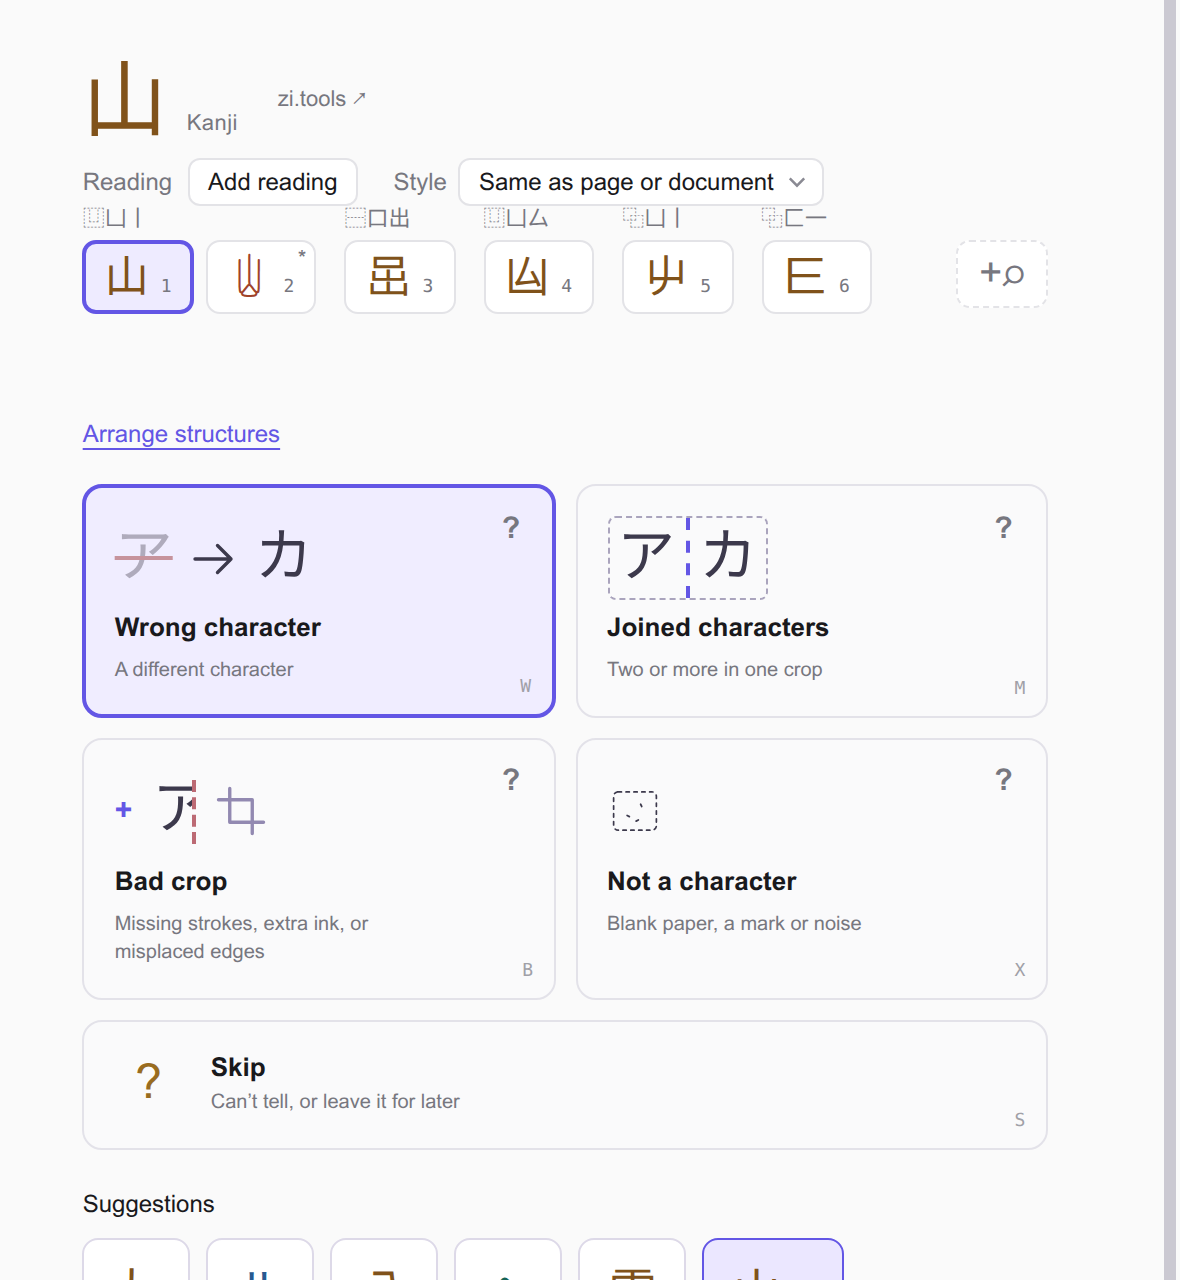 山 Kanji zi.tools ↗
Reading Add reading Style Same as page or document
⿶凵丨 ⿱口出 ⿶凵厶 ⿻凵丨 ⿻匚一
山 1 2 * 3 㕯 4 屮 5 6 +⌕
Arrange structures
ア → カ ?
Wrong character
A different character
W
ア カ ?
Joined characters
Two or more in one crop
M
+ ア ?
Bad crop
Missing strokes, extra ink, or
misplaced edges
B
?
Not a character
Blank paper, a mark or noise
X
?
Skip
Can’t tell, or leave it for later
S
Suggestions